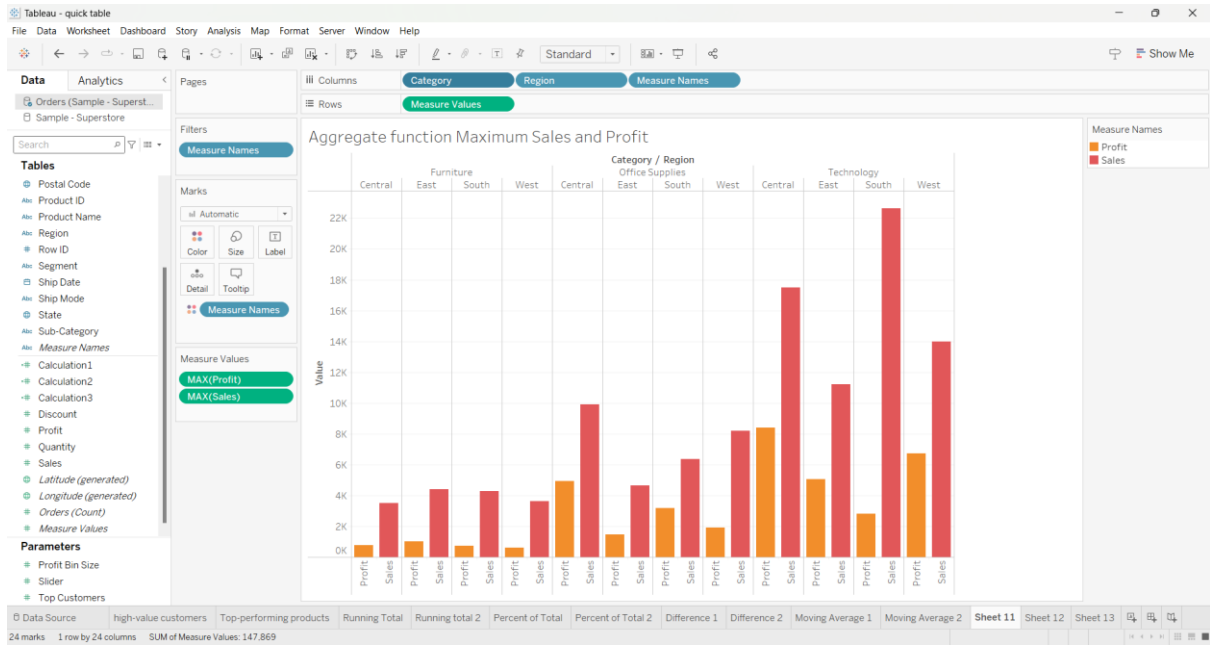 Tableau - quick table
File Data Worksheet Dashboard Story Analysis Map Format Server Window Help
Standard
Show Me
Data Analytics
Orders (Sample - Superst...
Sample - Superstore
Search
Tables
Postal Code
Abc Product ID
Abc Product Name
Abc Region
# Row ID
Abc Segment
Ship Date
Abc Ship Mode
State
Abc Sub-Category
Abc Measure Names
=# Calculation1
=# Calculation2
=# Calculation3
# Discount
# Profit
# Quantity
# Sales
Latitude (generated)
Longitude (generated)
# Orders (Count)
# Measure Values
Parameters
# Profit Bin Size
# Slider
# Top Customers
Pages
Filters
Measure Names
Marks
Automatic
Color Size Label
Detail Tooltip
Measure Names
Measure Values
MAX(Profit)
MAX(Sales)
Columns Category Region Measure Names
Rows Measure Values
Aggregate function Maximum Sales and Profit
Category / Region
Furniture Office Supplies Technology
Central East South West Central East South West Central East South West
Value
22K
20K
18K
16K
14K
12K
10K
8K
6K
4K
2K
0K
Profit Sales Profit Sales Profit Sales Profit Sales Profit Sales Profit Sales Profit Sales Profit Sales Profit Sales Profit Sales Profit Sales Profit Sales
Measure Names
Profit
Sales
Data Source high-value customers Top-performing products Running Total Running total 2 Percent of Total Percent of Total 2 Difference 1 Difference 2 Moving Average 1 Moving Average 2 Sheet 11 Sheet 12 Sheet 13
24 marks 1 row by 24 columns SUM of Measure Values: 147,869